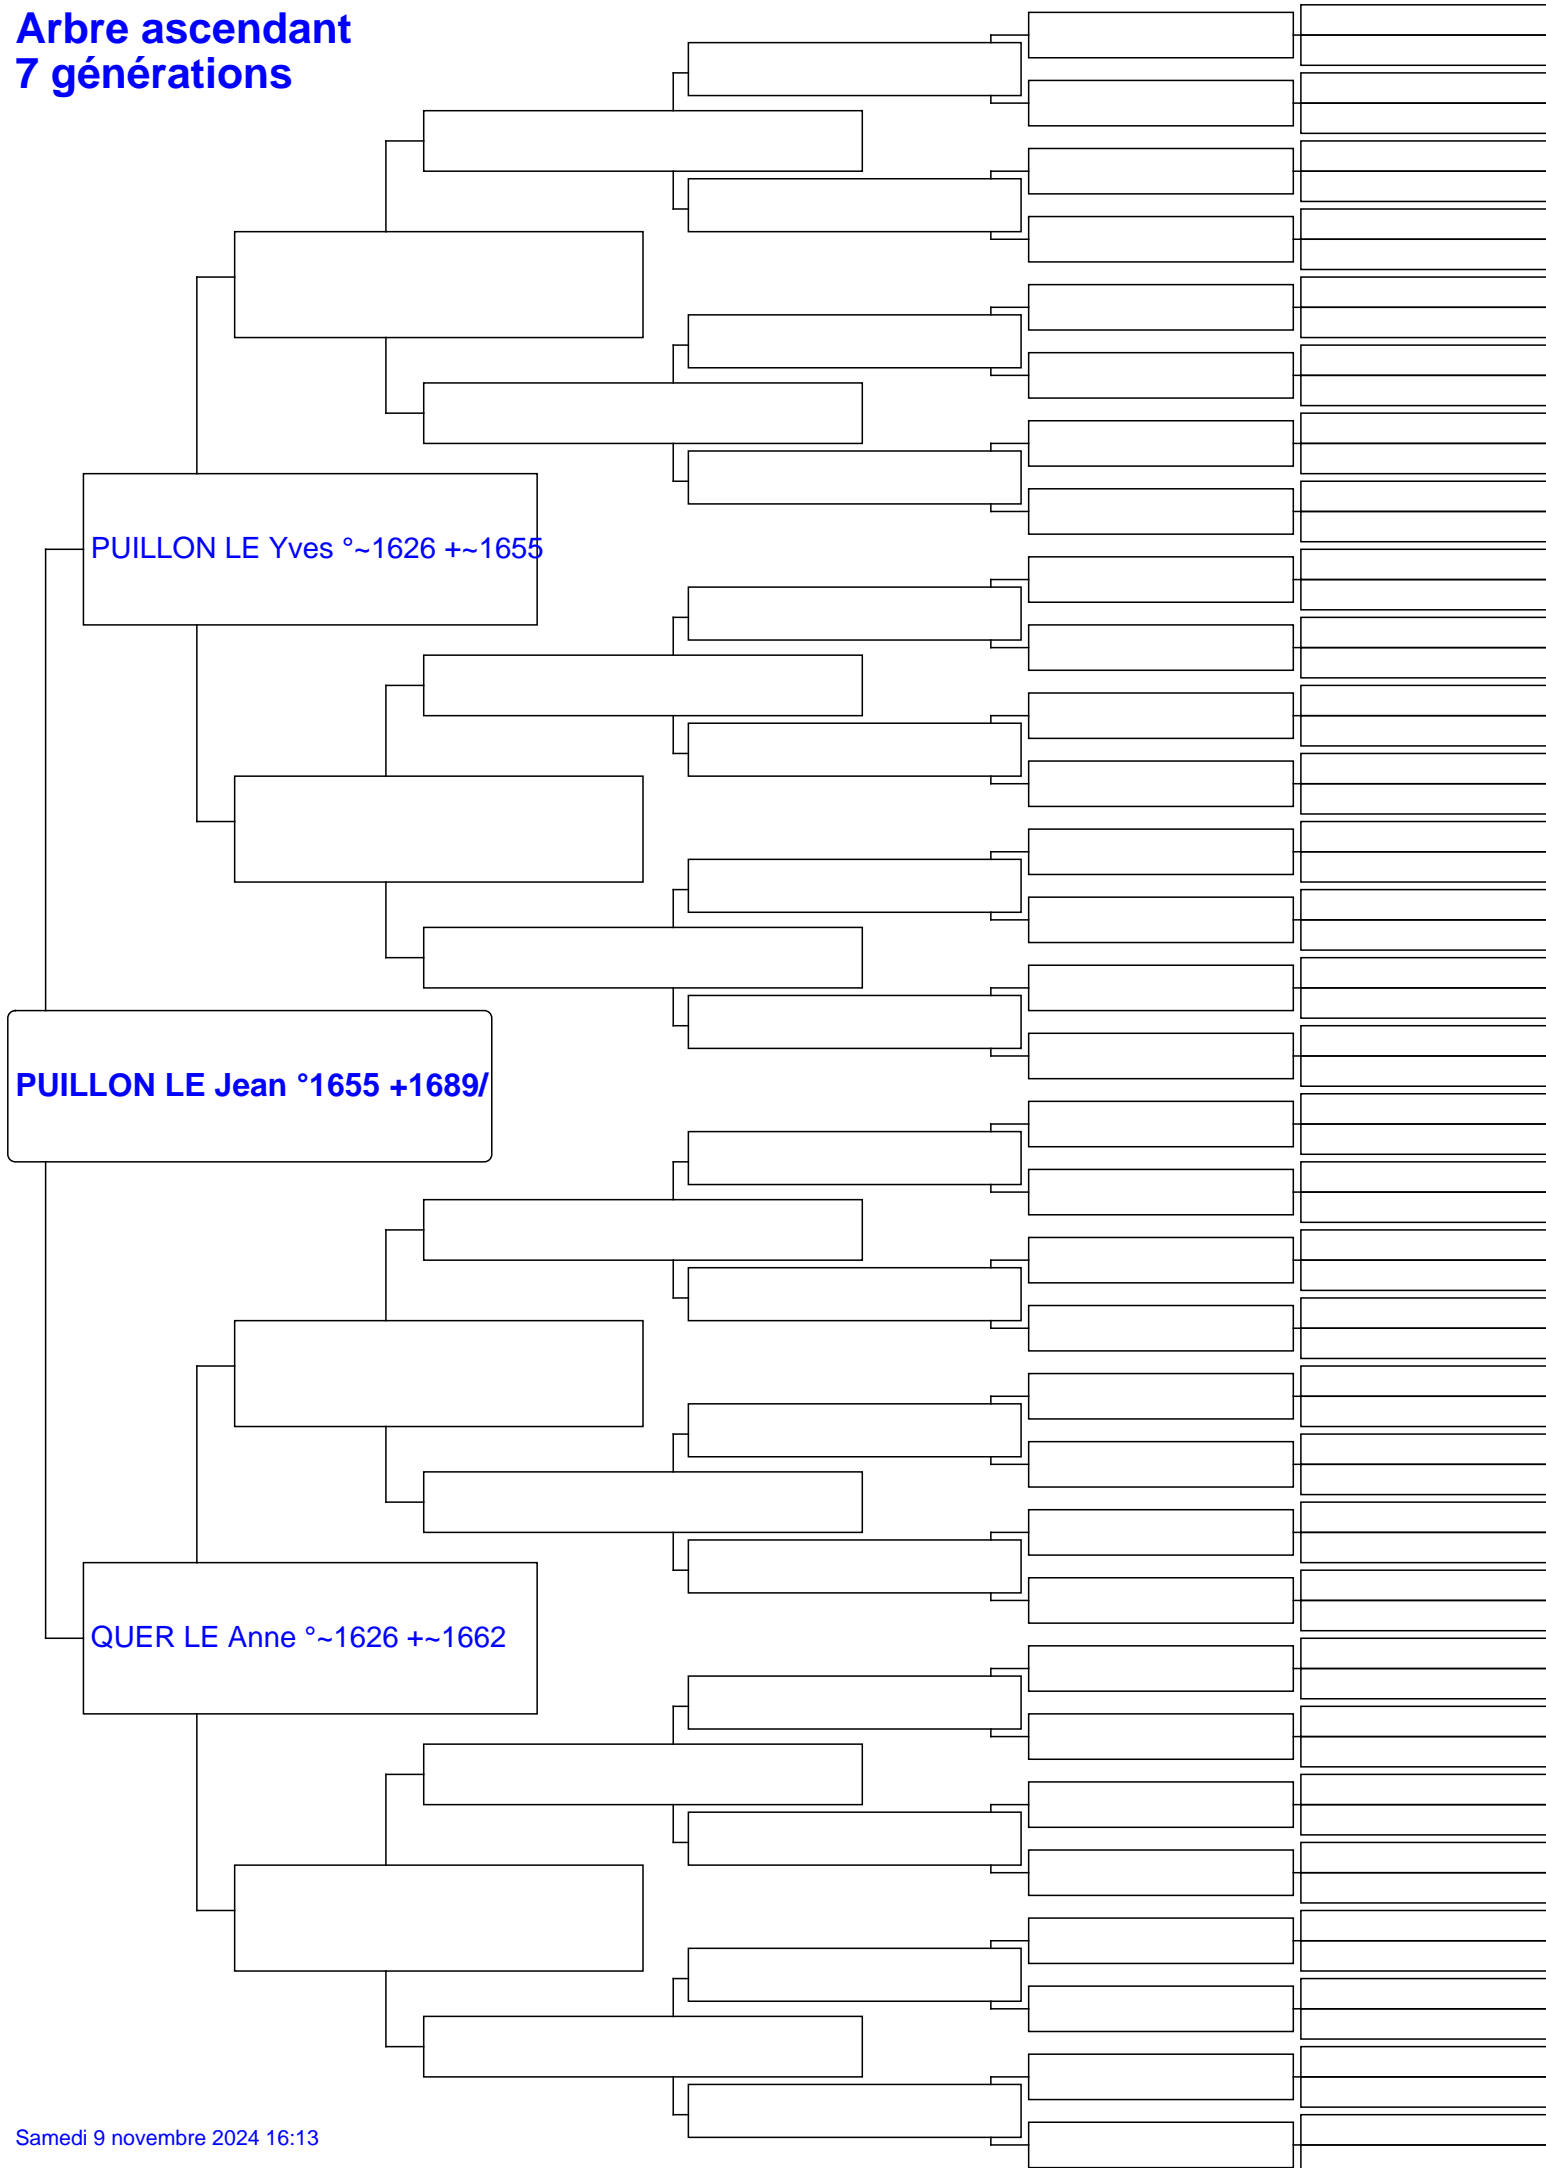 Arbre ascendant
7 générations
PUILLON LE Yves °~1626 +~1655
PUILLON LE Jean °1655 +1689/
QUER LE Anne °~1626 +~1662
Samedi 9 novembre 2024 16:13